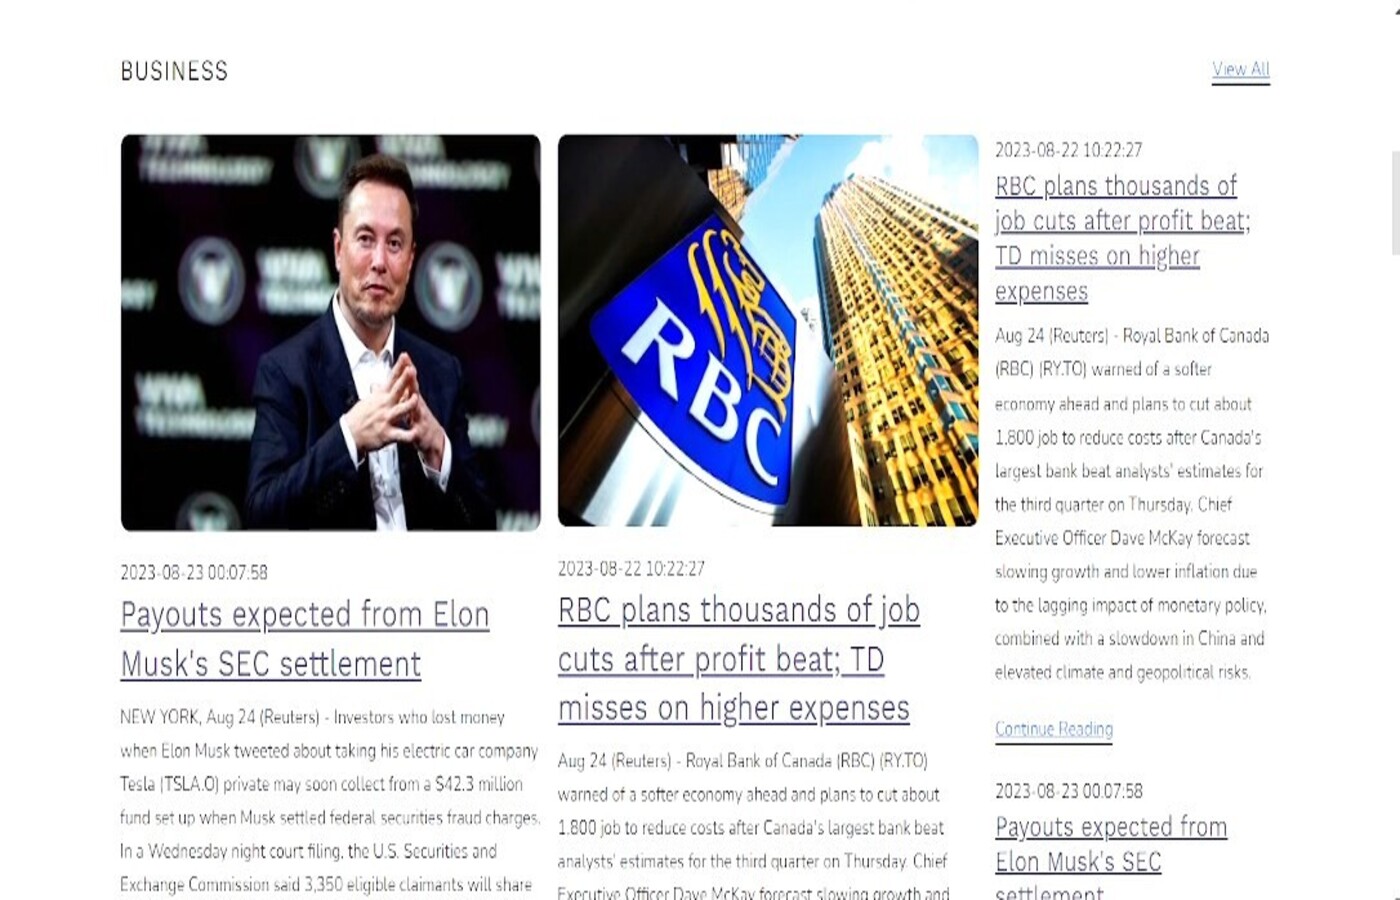 BUSINESS
View All
VIVA
TECHNOLOGY
RBC
2023-08-23 00:07:58
Payouts expected from Elon
Musk's SEC settlement
NEW YORK, Aug 24 (Reuters) - Investors who lost money
when Elon Musk tweeted about taking his electric car company
Tesla (TSLA.O) private may soon collect from a $42.3 million
fund set up when Musk settled federal securities fraud charges.
In a Wednesday night court filing, the U.S. Securities and
Exchange Commission said 3,350 eligible claimants will share
2023-08-22 10:22:27
RBC plans thousands of job
cuts after profit beat; TD
misses on higher expenses
Aug 24 (Reuters) - Royal Bank of Canada (RBC) (RY.TO)
warned of a softer economy ahead and plans to cut about
1,800 job to reduce costs after Canada's largest bank beat
analysts' estimates for the third quarter on Thursday. Chief
Executive Officer Dave McKay forecast slowing growth and
2023-08-22 10:22:27
RBC plans thousands of
job cuts after profit beat;
TD misses on higher
expenses
Aug 24 (Reuters) - Royal Bank of Canada
(RBC) (RY.TO) warned of a softer
economy ahead and plans to cut about
1,800 job to reduce costs after Canada's
largest bank beat analysts' estimates for
the third quarter on Thursday. Chief
Executive Officer Dave McKay forecast
slowing growth and lower inflation due
to the lagging impact of monetary policy,
combined with a slowdown in China and
elevated climate and geopolitical risks.
Continue Reading
2023-08-23 00:07:58
Payouts expected from
Elon Musk's SEC
settlement